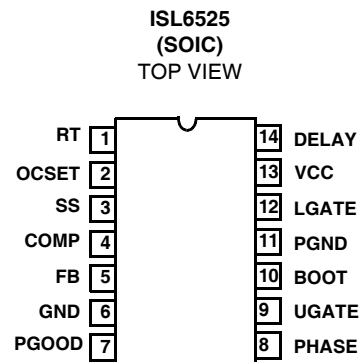 ISL6525
(SOIC)
TOP VIEW
RT 1 14 DELAY
OCSET 2 13 VCC
SS 3 12 LGATE
COMP 4 11 PGND
FB 5 10 BOOT
GND 6 9 UGATE
PGOOD 7 8 PHASE